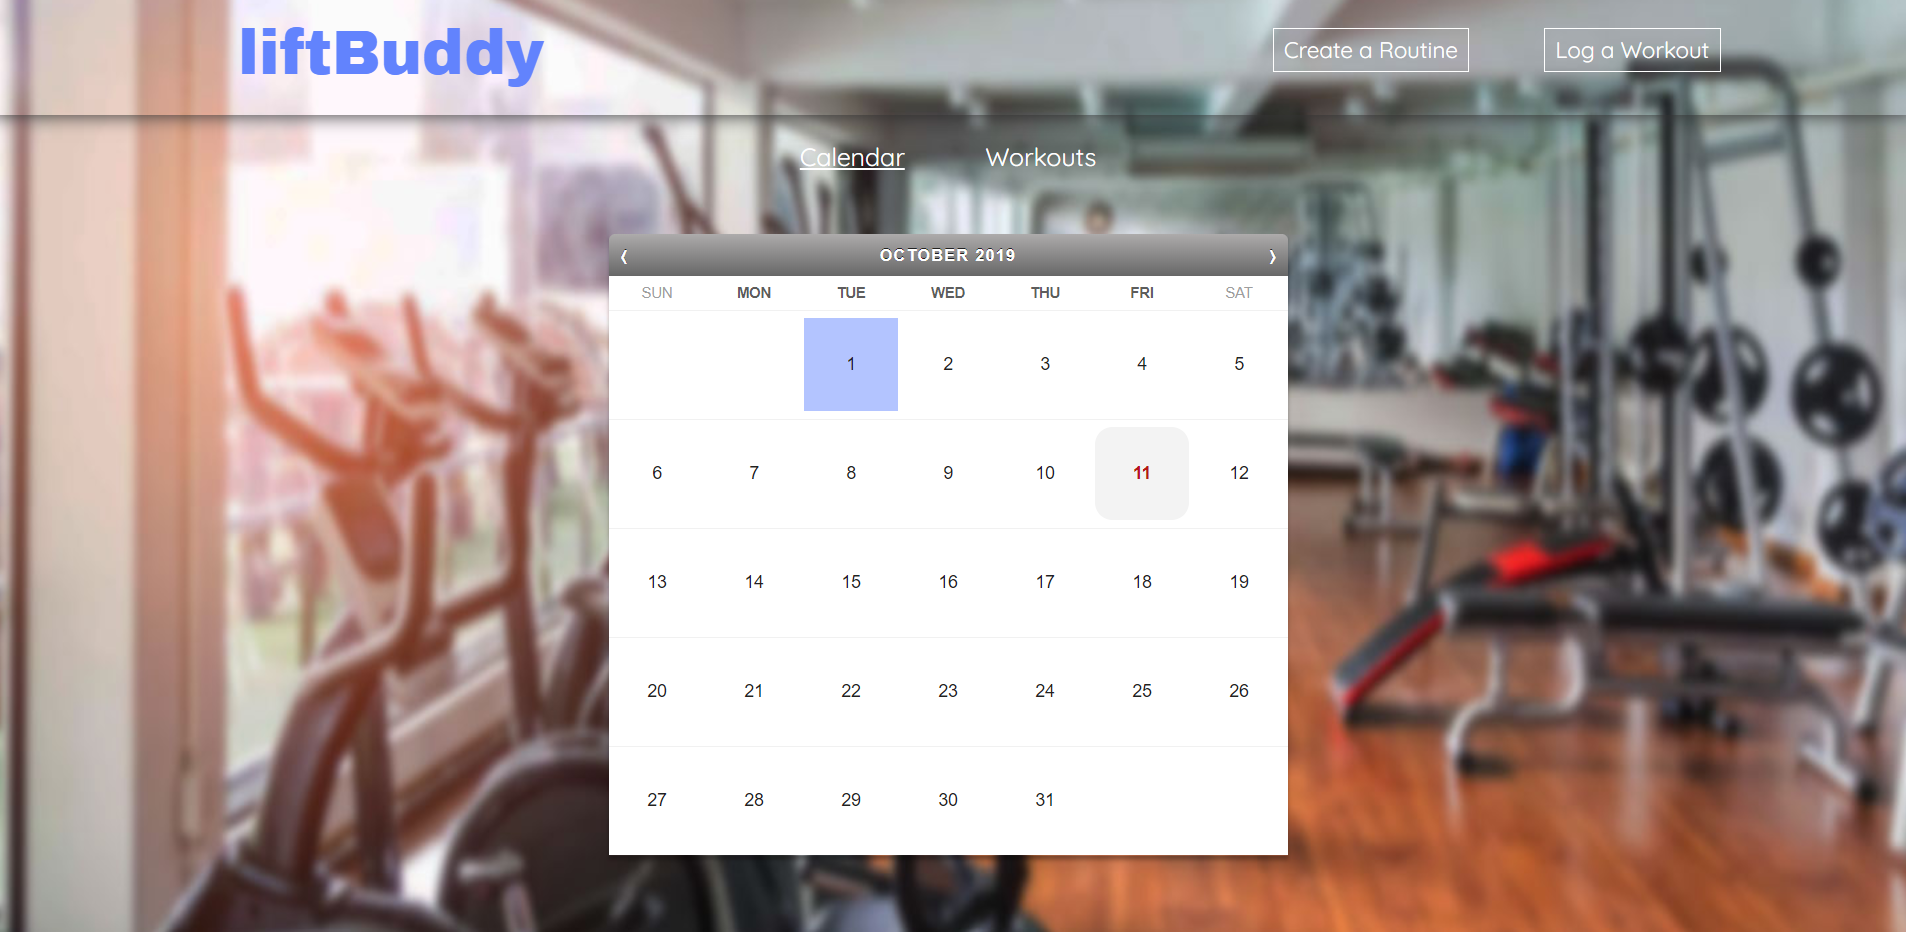 liftBuddy
Create a Routine Log a Workout
Calendar Workouts
‹ OCTOBER 2019 ›
SUN MON TUE WED THU FRI SAT
1 2 3 4 5
6 7 8 9 10 11 12
13 14 15 16 17 18 19
20 21 22 23 24 25 26
27 28 29 30 31